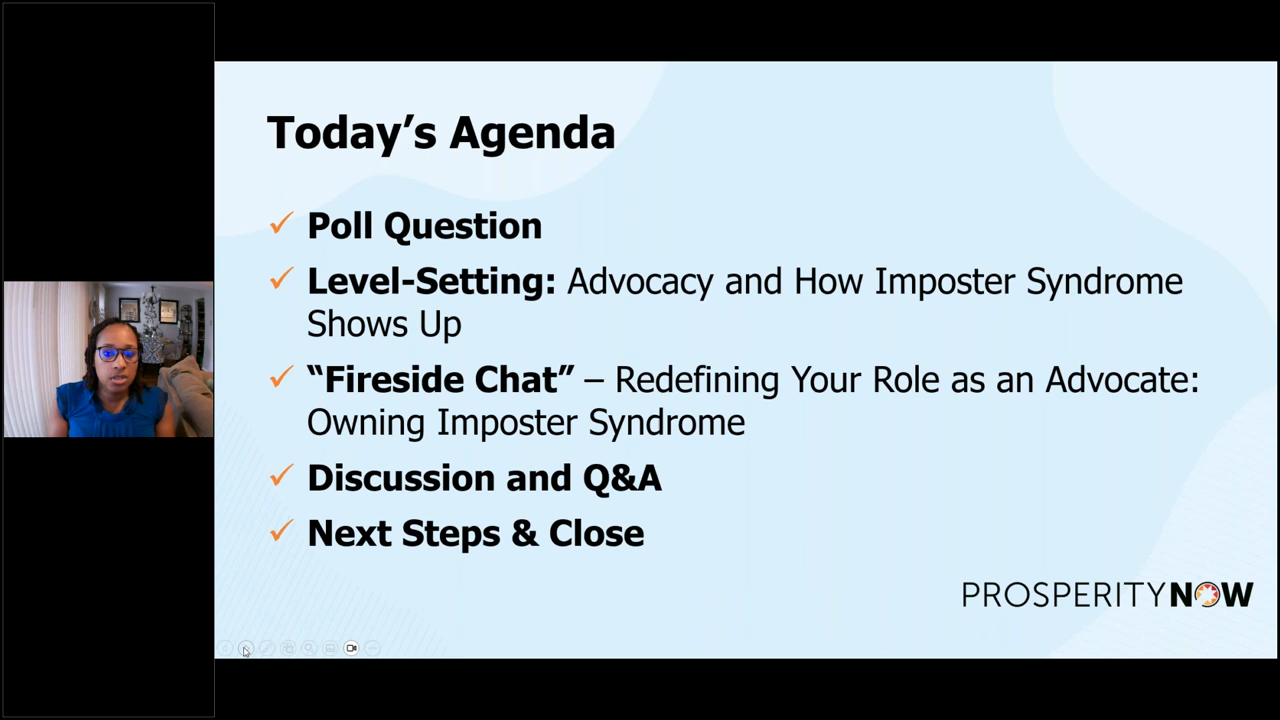 Today’s Agenda
✓ Poll Question
✓ Level-Setting: Advocacy and How Imposter Syndrome
Shows Up
✓ “Fireside Chat” – Redefining Your Role as an Advocate:
Owning Imposter Syndrome
✓ Discussion and Q&A
✓ Next Steps & Close
PROSPERITYNOW